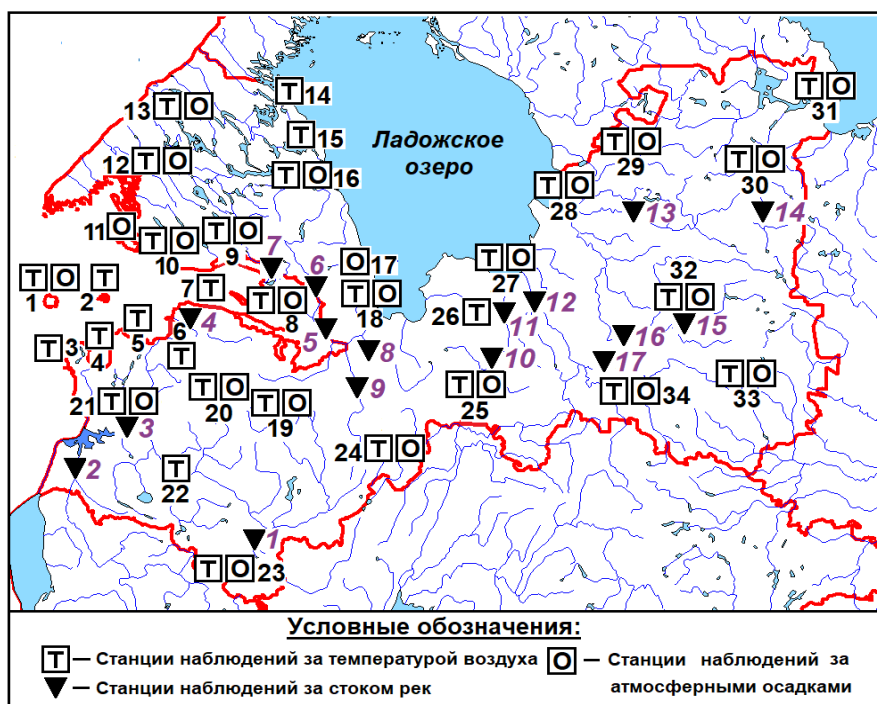 Т 14
13 Т О
Т О 31
Т 15
Ладожское
озеро
Т О 29
12 Т О
Т О 16
Т О 30
Т О 28
13
14
11 О
Т О 10
Т О 9
7
О 17
Т О 27
6
Т О 32
Т О 1
2 Т
7 Т
Т О 8
Т О 18
26 Т
11
12
Т 5
6
4
5
16
15
Т 3
Т 4
Т
8
10
17
9
21 Т О
3
Т О 20
Т О 19
Т О 25
Т О 34
Т О 33
24 Т О
2
Т 22
1
Т О 23
Условные обозначения:
Т — Станции наблюдений за температурой воздуха
О — Станции наблюдений за
атмосферными осадками
— Станции наблюдений за стоком рек